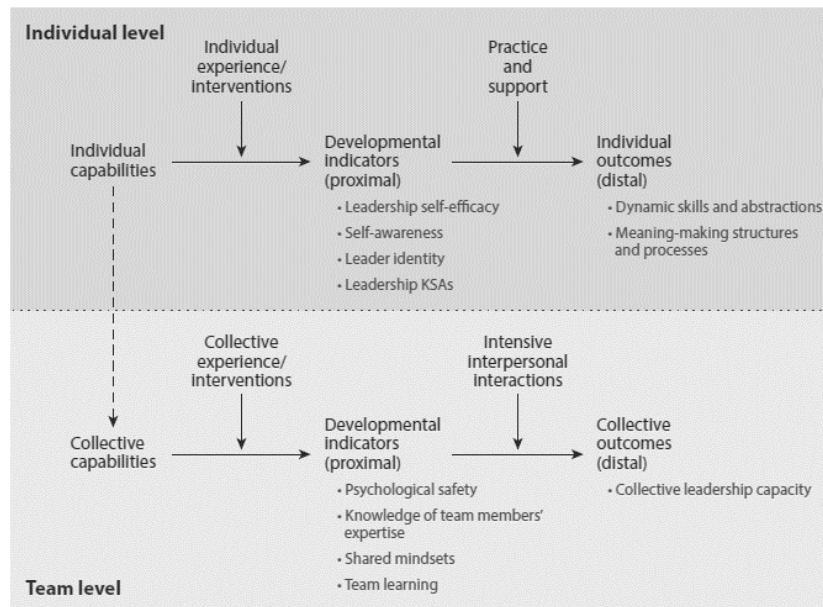 Individual level
Individual
experience/
interventions
Practice
and
support
Individual
capabilities
Developmental
indicators
(proximal)
• Leadership self-efficacy
• Self-awareness
• Leader identity
• Leadership KSAs
Individual
outcomes
(distal)
• Dynamic skills and abstractions
• Meaning-making structures
and processes
Collective
experience/
interventions
Intensive
interpersonal
interactions
Collective
capabilities
Developmental
indicators
(proximal)
• Psychological safety
• Knowledge of team members’
expertise
• Shared mindsets
• Team learning
Collective
outcomes
(distal)
• Collective leadership capacity
Team level